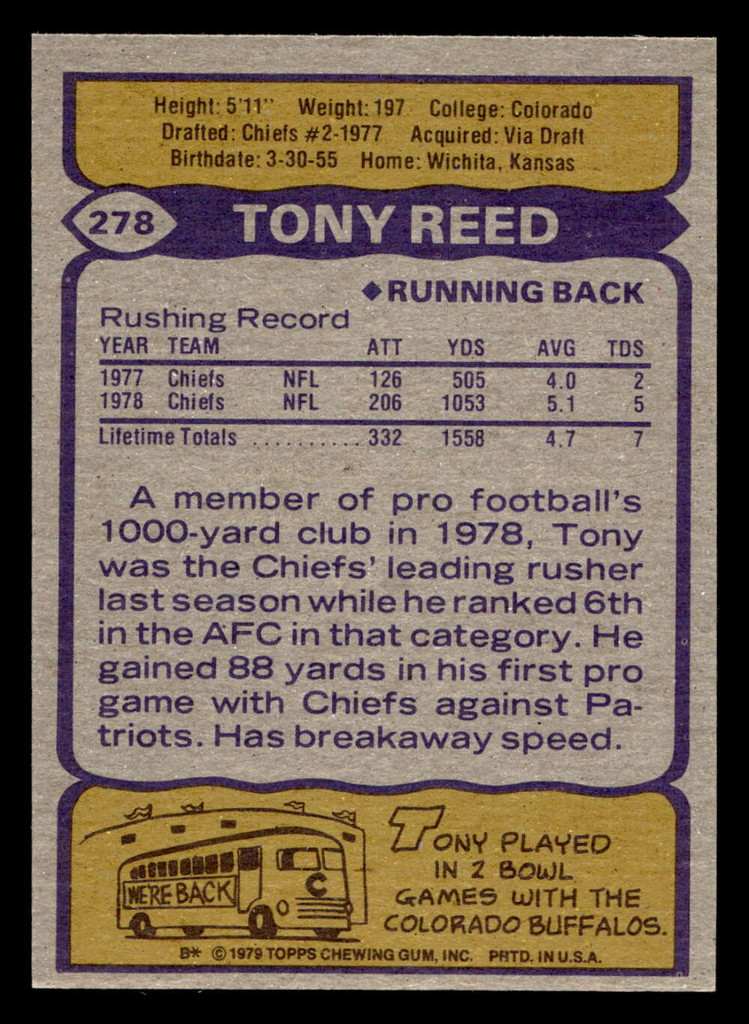 Height: 5'11" Weight: 197 College: Colorado
Drafted: Chiefs #2-1977 Acquired: Via Draft
Birthdate: 3-30-55 Home: Wichita, Kansas
278 TONY REED
◆RUNNING BACK
Rushing Record
YEAR TEAM ATT YDS AVG TDS
1977 Chiefs NFL 126 505 4.0 2
1978 Chiefs NFL 206 1053 5.1 5
Lifetime Totals .......... 332 1558 4.7 7
A member of pro football's
1000-yard club in 1978, Tony
was the Chiefs' leading rusher
last season while he ranked 6th
in the AFC in that category. He
gained 88 yards in his first pro
game with Chiefs against Pa-
triots. Has breakaway speed.
WE'RE BACK
C
TONY PLAYED
IN 2 BOWL
GAMES WITH THE
COLORADO BUFFALOS.
B* © 1979 TOPPS CHEWING GUM, INC. PRTD. IN U.S.A.